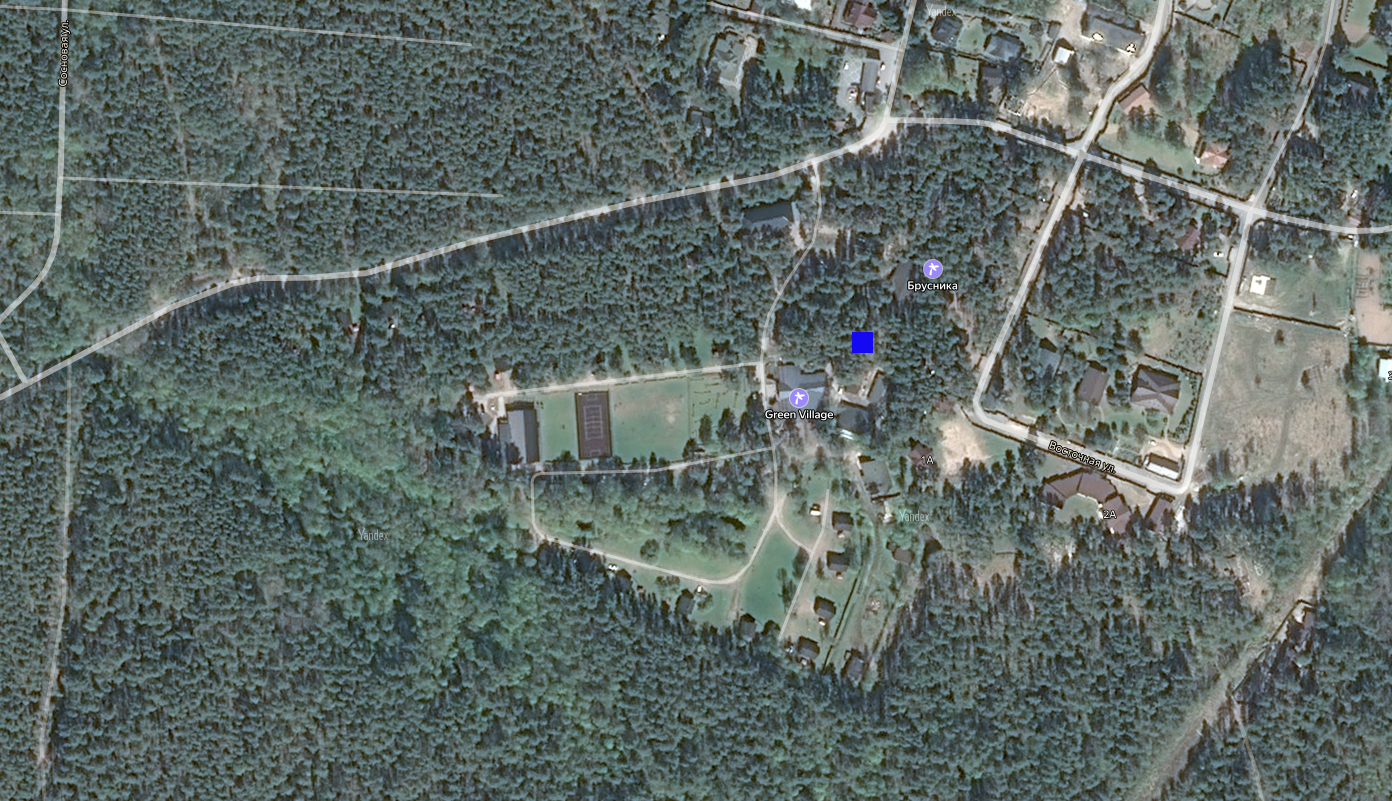 Yandex
Сосновая ул.
Брусника
Green Village
Восточная ул.
1А
2А
Yandex
Yandex